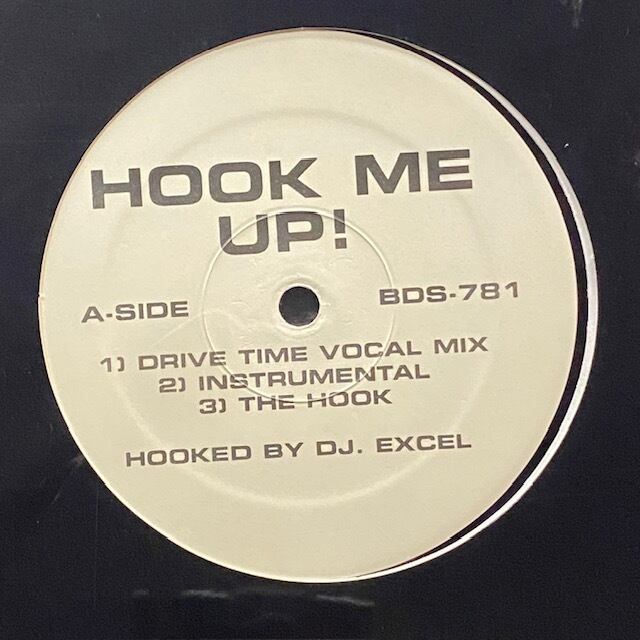 HOOK ME
UP!
A-SIDE
BDS-781
1) DRIVE TIME VOCAL MIX
2) INSTRUMENTAL
3) THE HOOK
HOOKED BY DJ. EXCEL